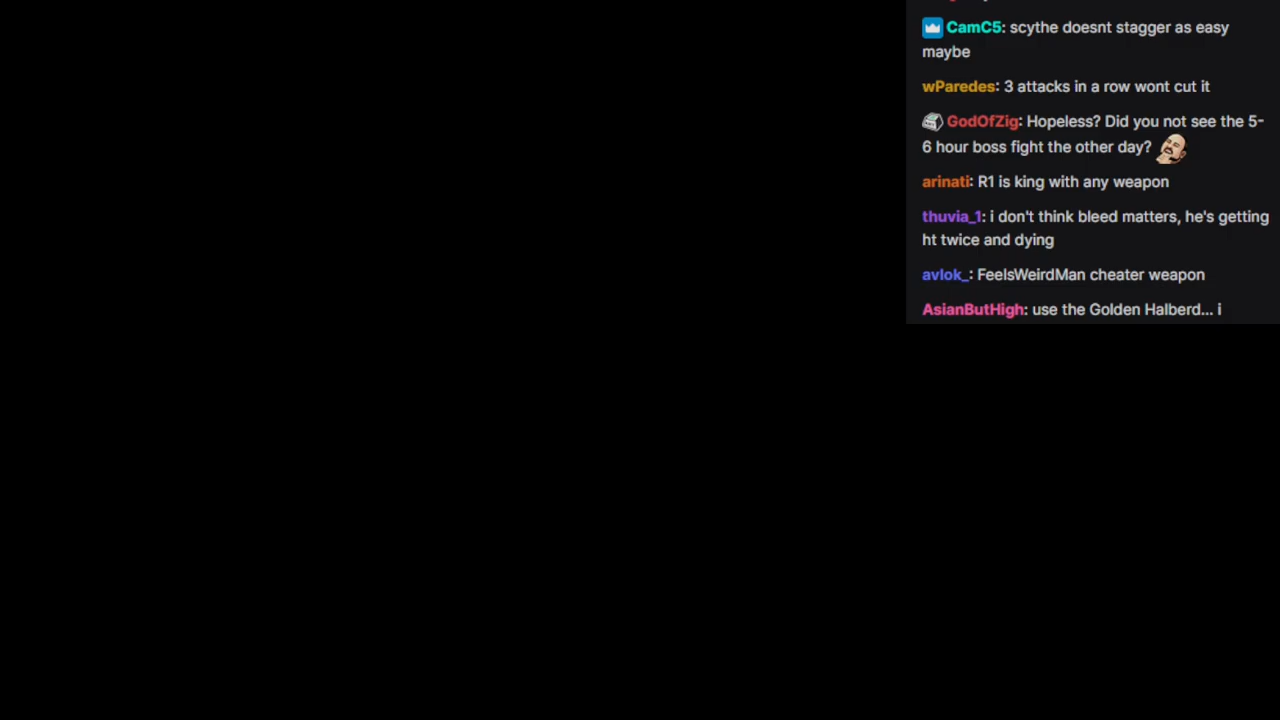 CamC5: scythe doesnt stagger as easy
maybe
wParedes: 3 attacks in a row wont cut it
GodOfZig: Hopeless? Did you not see the 5-
6 hour boss fight the other day?
arinati: R1 is king with any weapon
thuvia_1: i don't think bleed matters, he's getting
ht twice and dying
avlok_: FeelsWeirdMan cheater weapon
AsianButHigh: use the Golden Halberd... i